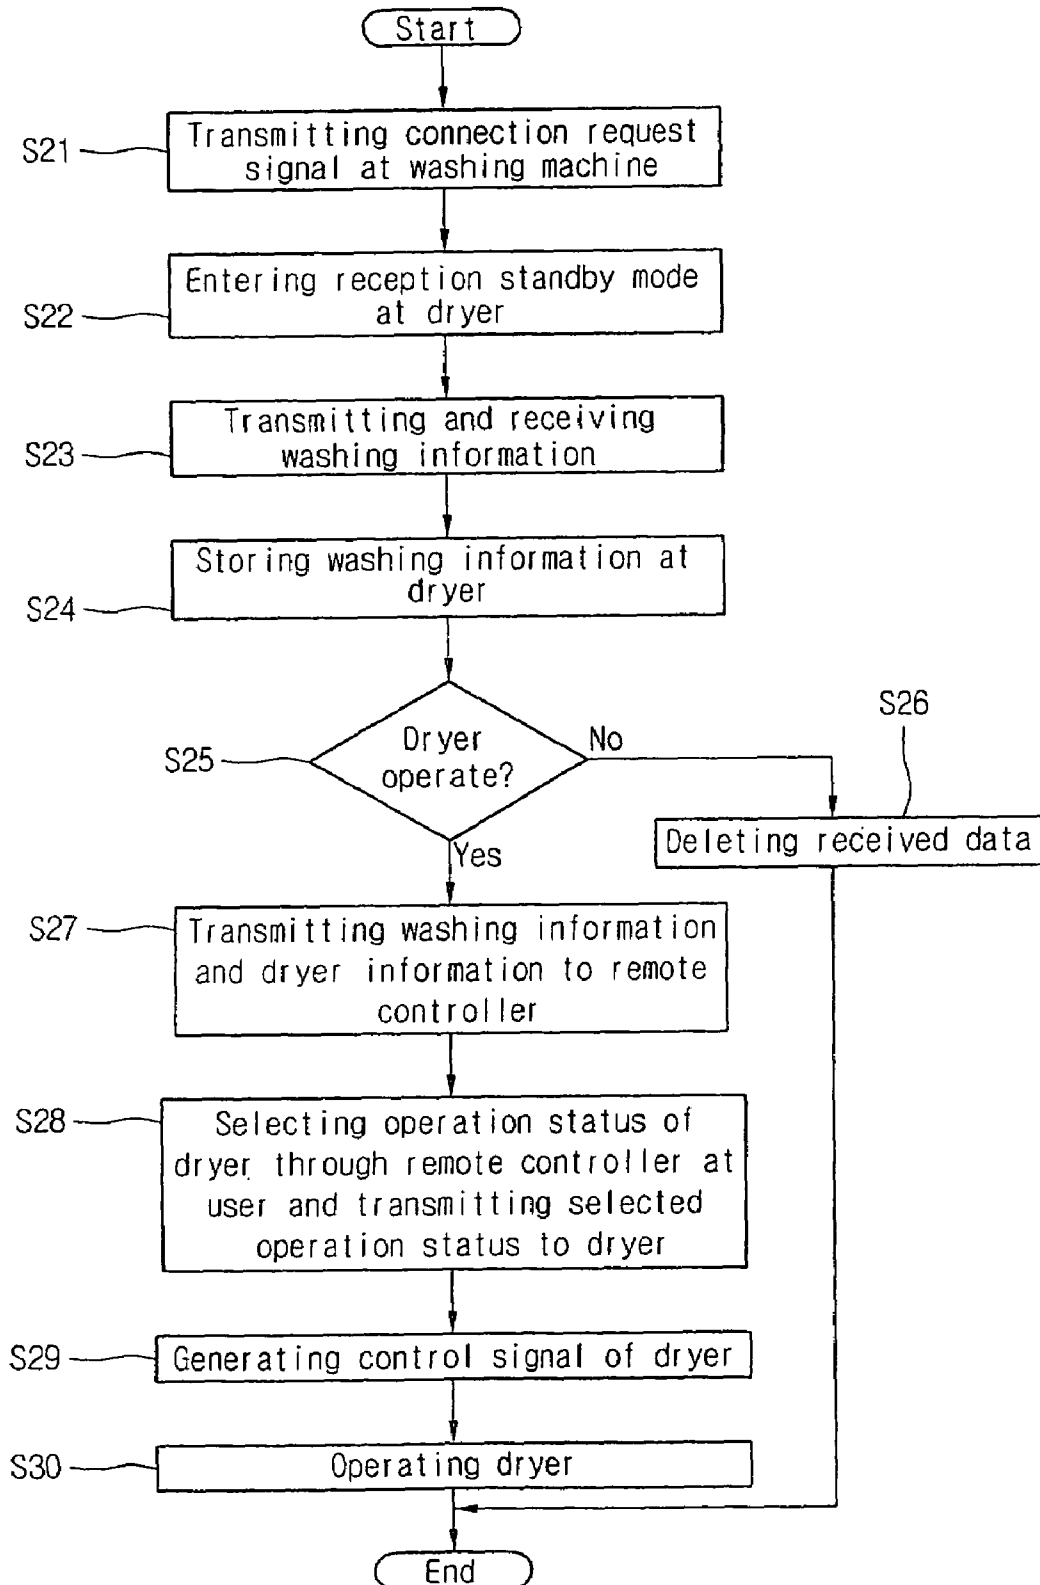 Start
S21
Transmitting connection request
signal at washing machine
S22
Entering reception standby mode
at dryer
S23
Transmitting and receiving
washing information
S24
Storing washing information at
dryer
S25
Dryer
operate?
No
Yes
S26
Deleting received data
S27
Transmitting washing information
and dryer information to remote
controller
S28
Selecting operation status of
dryer through remote controller at
user and transmitting selected
operation status to dryer
S29
Generating control signal of dryer
S30
Operating dryer
End